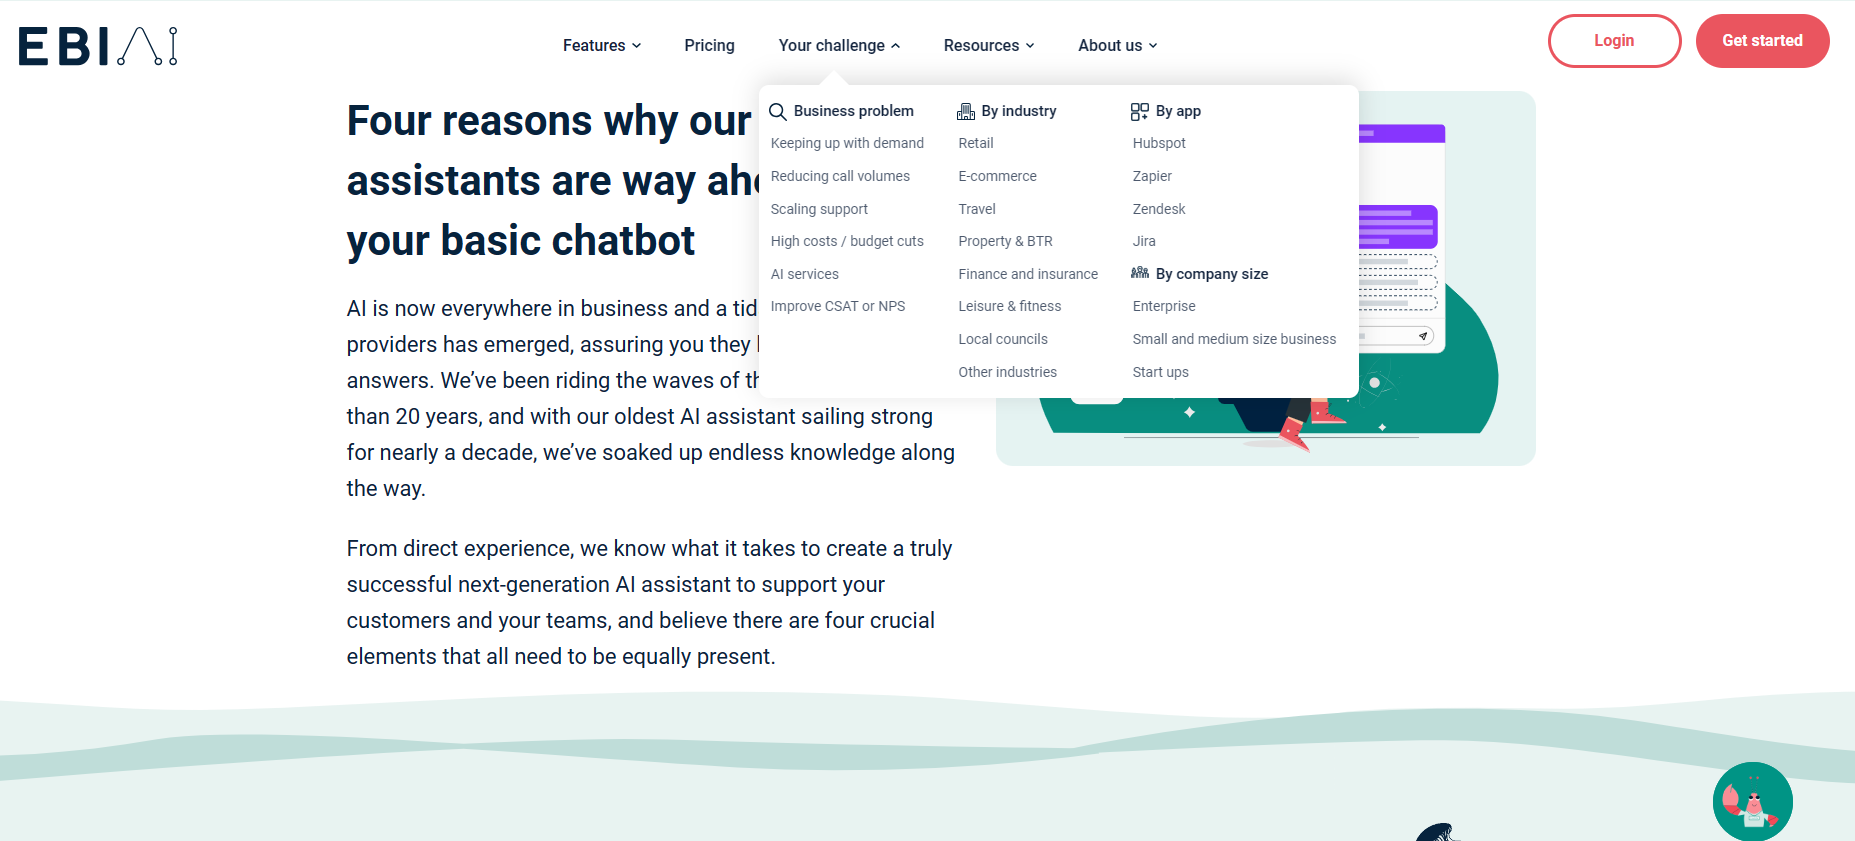 EBI AI
Features
Pricing
Your challenge
Resources
About us
Login
Get started
Business problem
Keeping up with demand
Reducing call volumes
Scaling support
High costs / budget cuts
AI services
Improve CSAT or NPS
By industry
Retail
E-commerce
Travel
Property & BTR
Finance and insurance
Leisure & fitness
Local councils
Other industries
By app
Hubspot
Zapier
Zendesk
Jira
By company size
Enterprise
Small and medium size business
Start ups
Four reasons why our
assistants are way
your basic chatbot
AI is now everywhere in business and a
providers has emerged, assuring you they
answers. We’ve been riding the waves of
than 20 years, and with our oldest AI assistant sailing strong
for nearly a decade, we’ve soaked up endless knowledge along
the way.
From direct experience, we know what it takes to create a truly
successful next-generation AI assistant to support your
customers and your teams, and believe there are four crucial
elements that all need to be equally present.